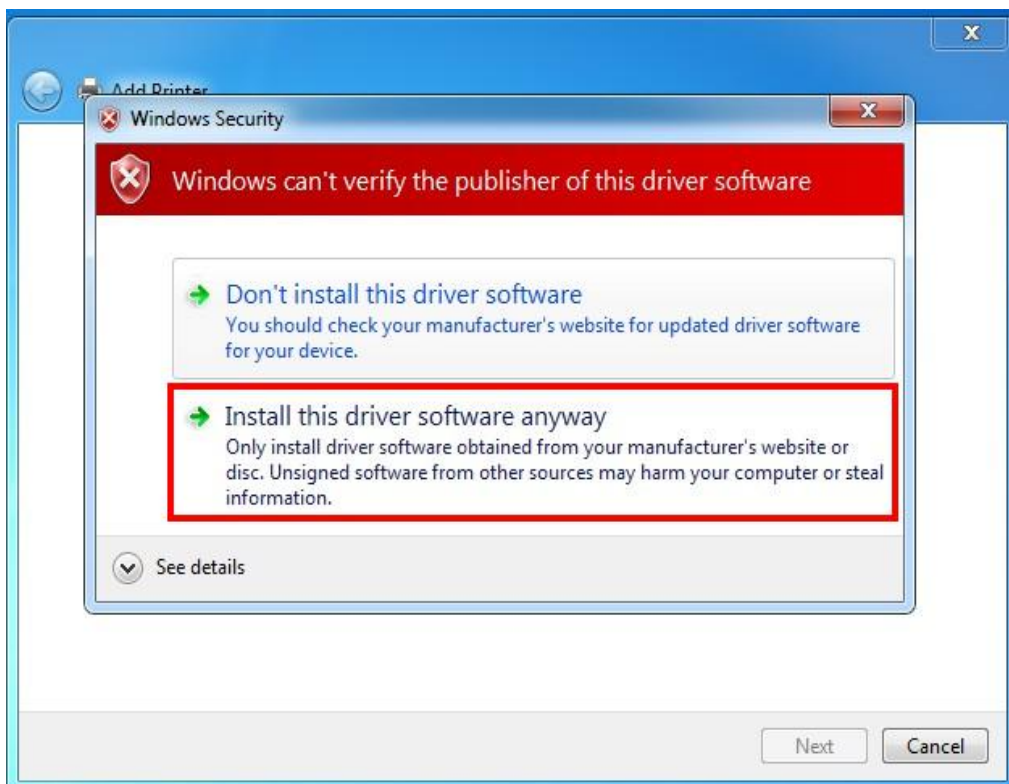 X
Add Printer
Windows Security
X
Windows can't verify the publisher of this driver software
Don't install this driver software
You should check your manufacturer's website for updated driver software
for your device.
Install this driver software anyway
Only install driver software obtained from your manufacturer's website or
disc. Unsigned software from other sources may harm your computer or steal
information.
See details
Next
Cancel